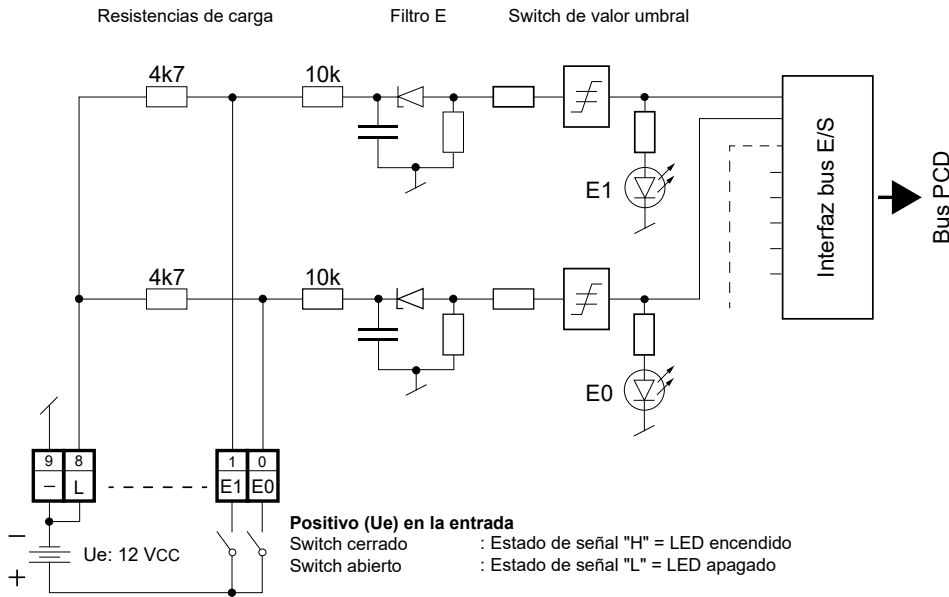 Resistencias de carga Filtro E Switch de valor umbral
4k7 10k
E1
Interfaz bus E/S
Bus PCD
4k7 10k
E0
9 8 1 0
– L E1 E0
–
Ue: 12 VCC
+
Positivo (Ue) en la entrada
Switch cerrado : Estado de señal "H" = LED encendido
Switch abierto : Estado de señal "L" = LED apagado